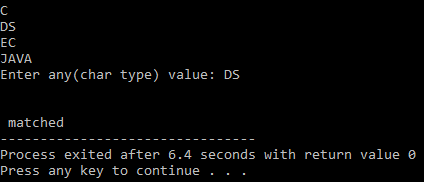 C
DS
EC
JAVA
Enter any(char type) value: DS
matched
--------------------------------
Process exited after 6.4 seconds with return value 0
Press any key to continue . . .